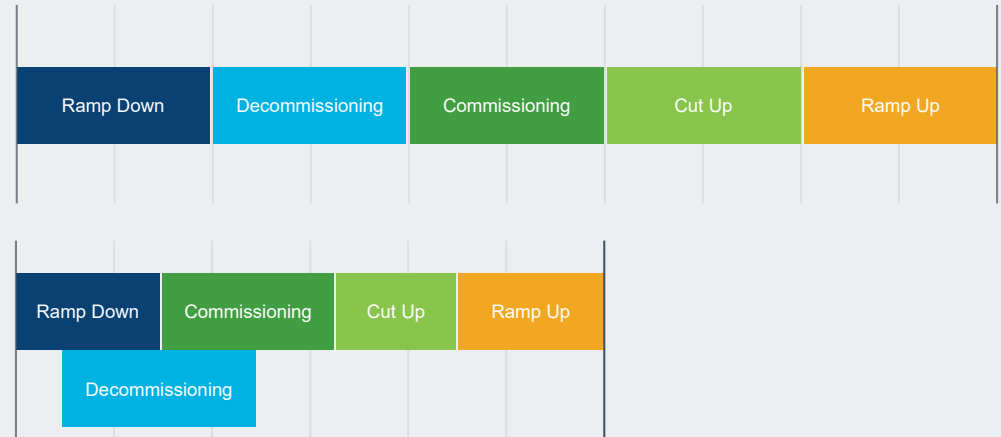 Ramp Down
Decommissioning
Commissioning
Cut Up
Ramp Up
Ramp Down
Commissioning
Cut Up
Ramp Up
Decommissioning